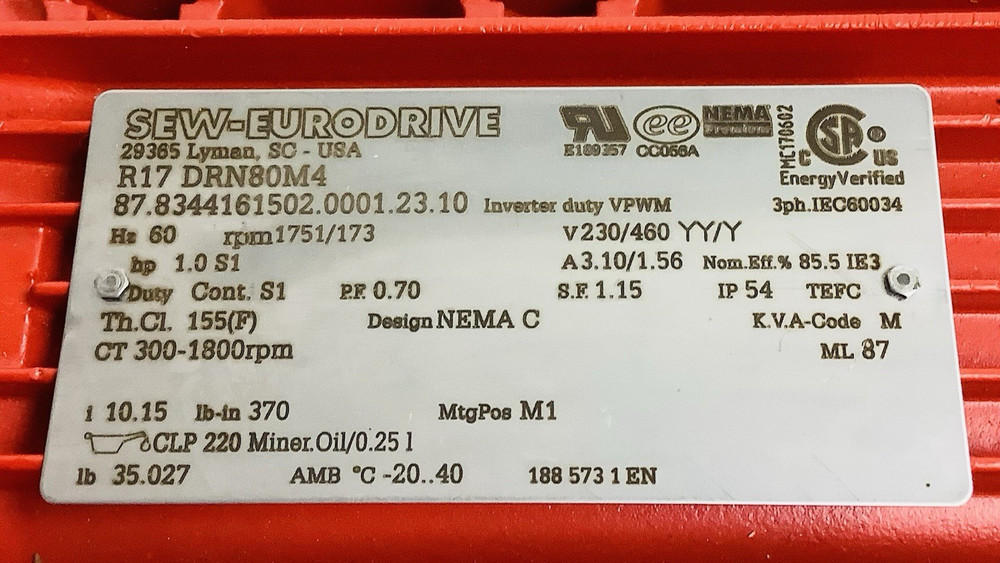 SEW-EURODRIVE
29365 Lyman, SC - USA
UL E189357
ee CC056A
NEMA Premium
EMC170602
CSA ® C US
EnergyVerified
R17 DRN80M4
87.8344161502.0001.23.10 Inverter duty VPWM 3ph.IEC60034
Hz 60 rpm 1751/173 V 230/460 YY/Y
hp 1.0 S1 A 3.10/1.56 Nom.Eff.% 85.5 IE3
Duty Cont. S1 P.F. 0.70 S.F. 1.15 IP 54 TEFC
Th.Cl. 155(F) Design NEMA C K.V.A-Code M
CT 300-1800rpm ML 87
i 10.15 lb-in 370 MtgPos M1
CLP 220 Miner.Oil/0.25 l
lb 35.027 AMB °C -20..40 188 573 1 EN